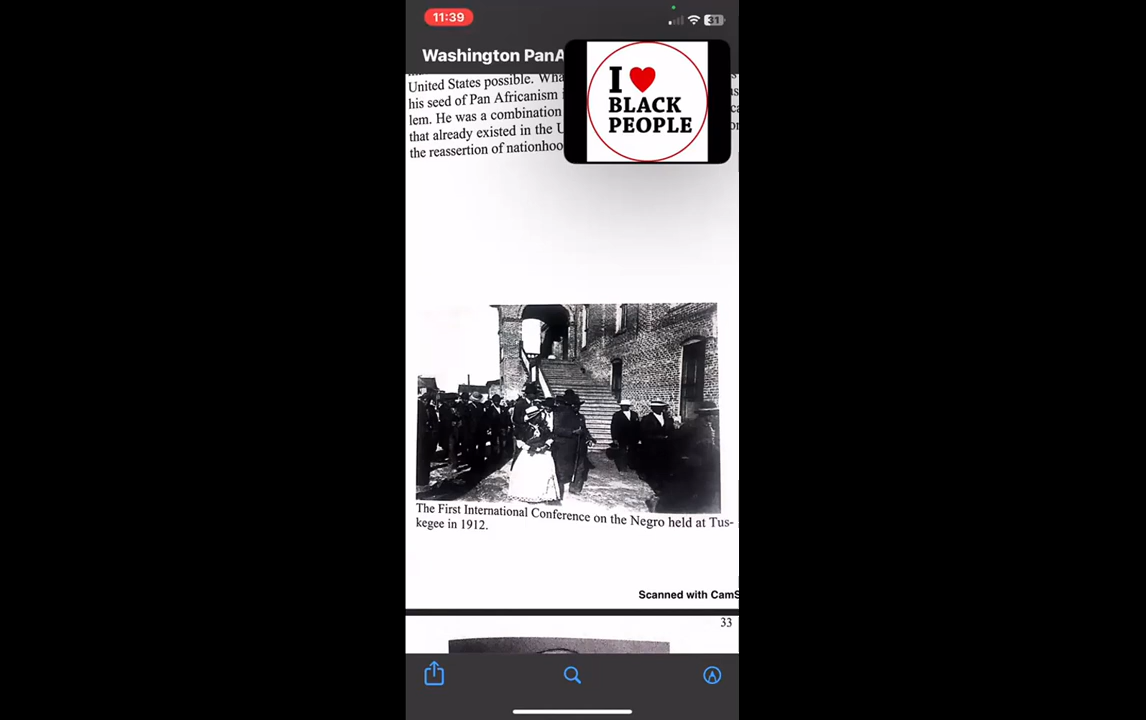 11:39
31
Washington PanA
I ❤ BLACK
PEOPLE
United States possible. Wha
his seed of Pan Africanism
lem. He was a combination
that already existed in the U
the reassertion of nationhoo
The First International Conference on the Negro held at Tus-
kegee in 1912.
Scanned with CamS
33